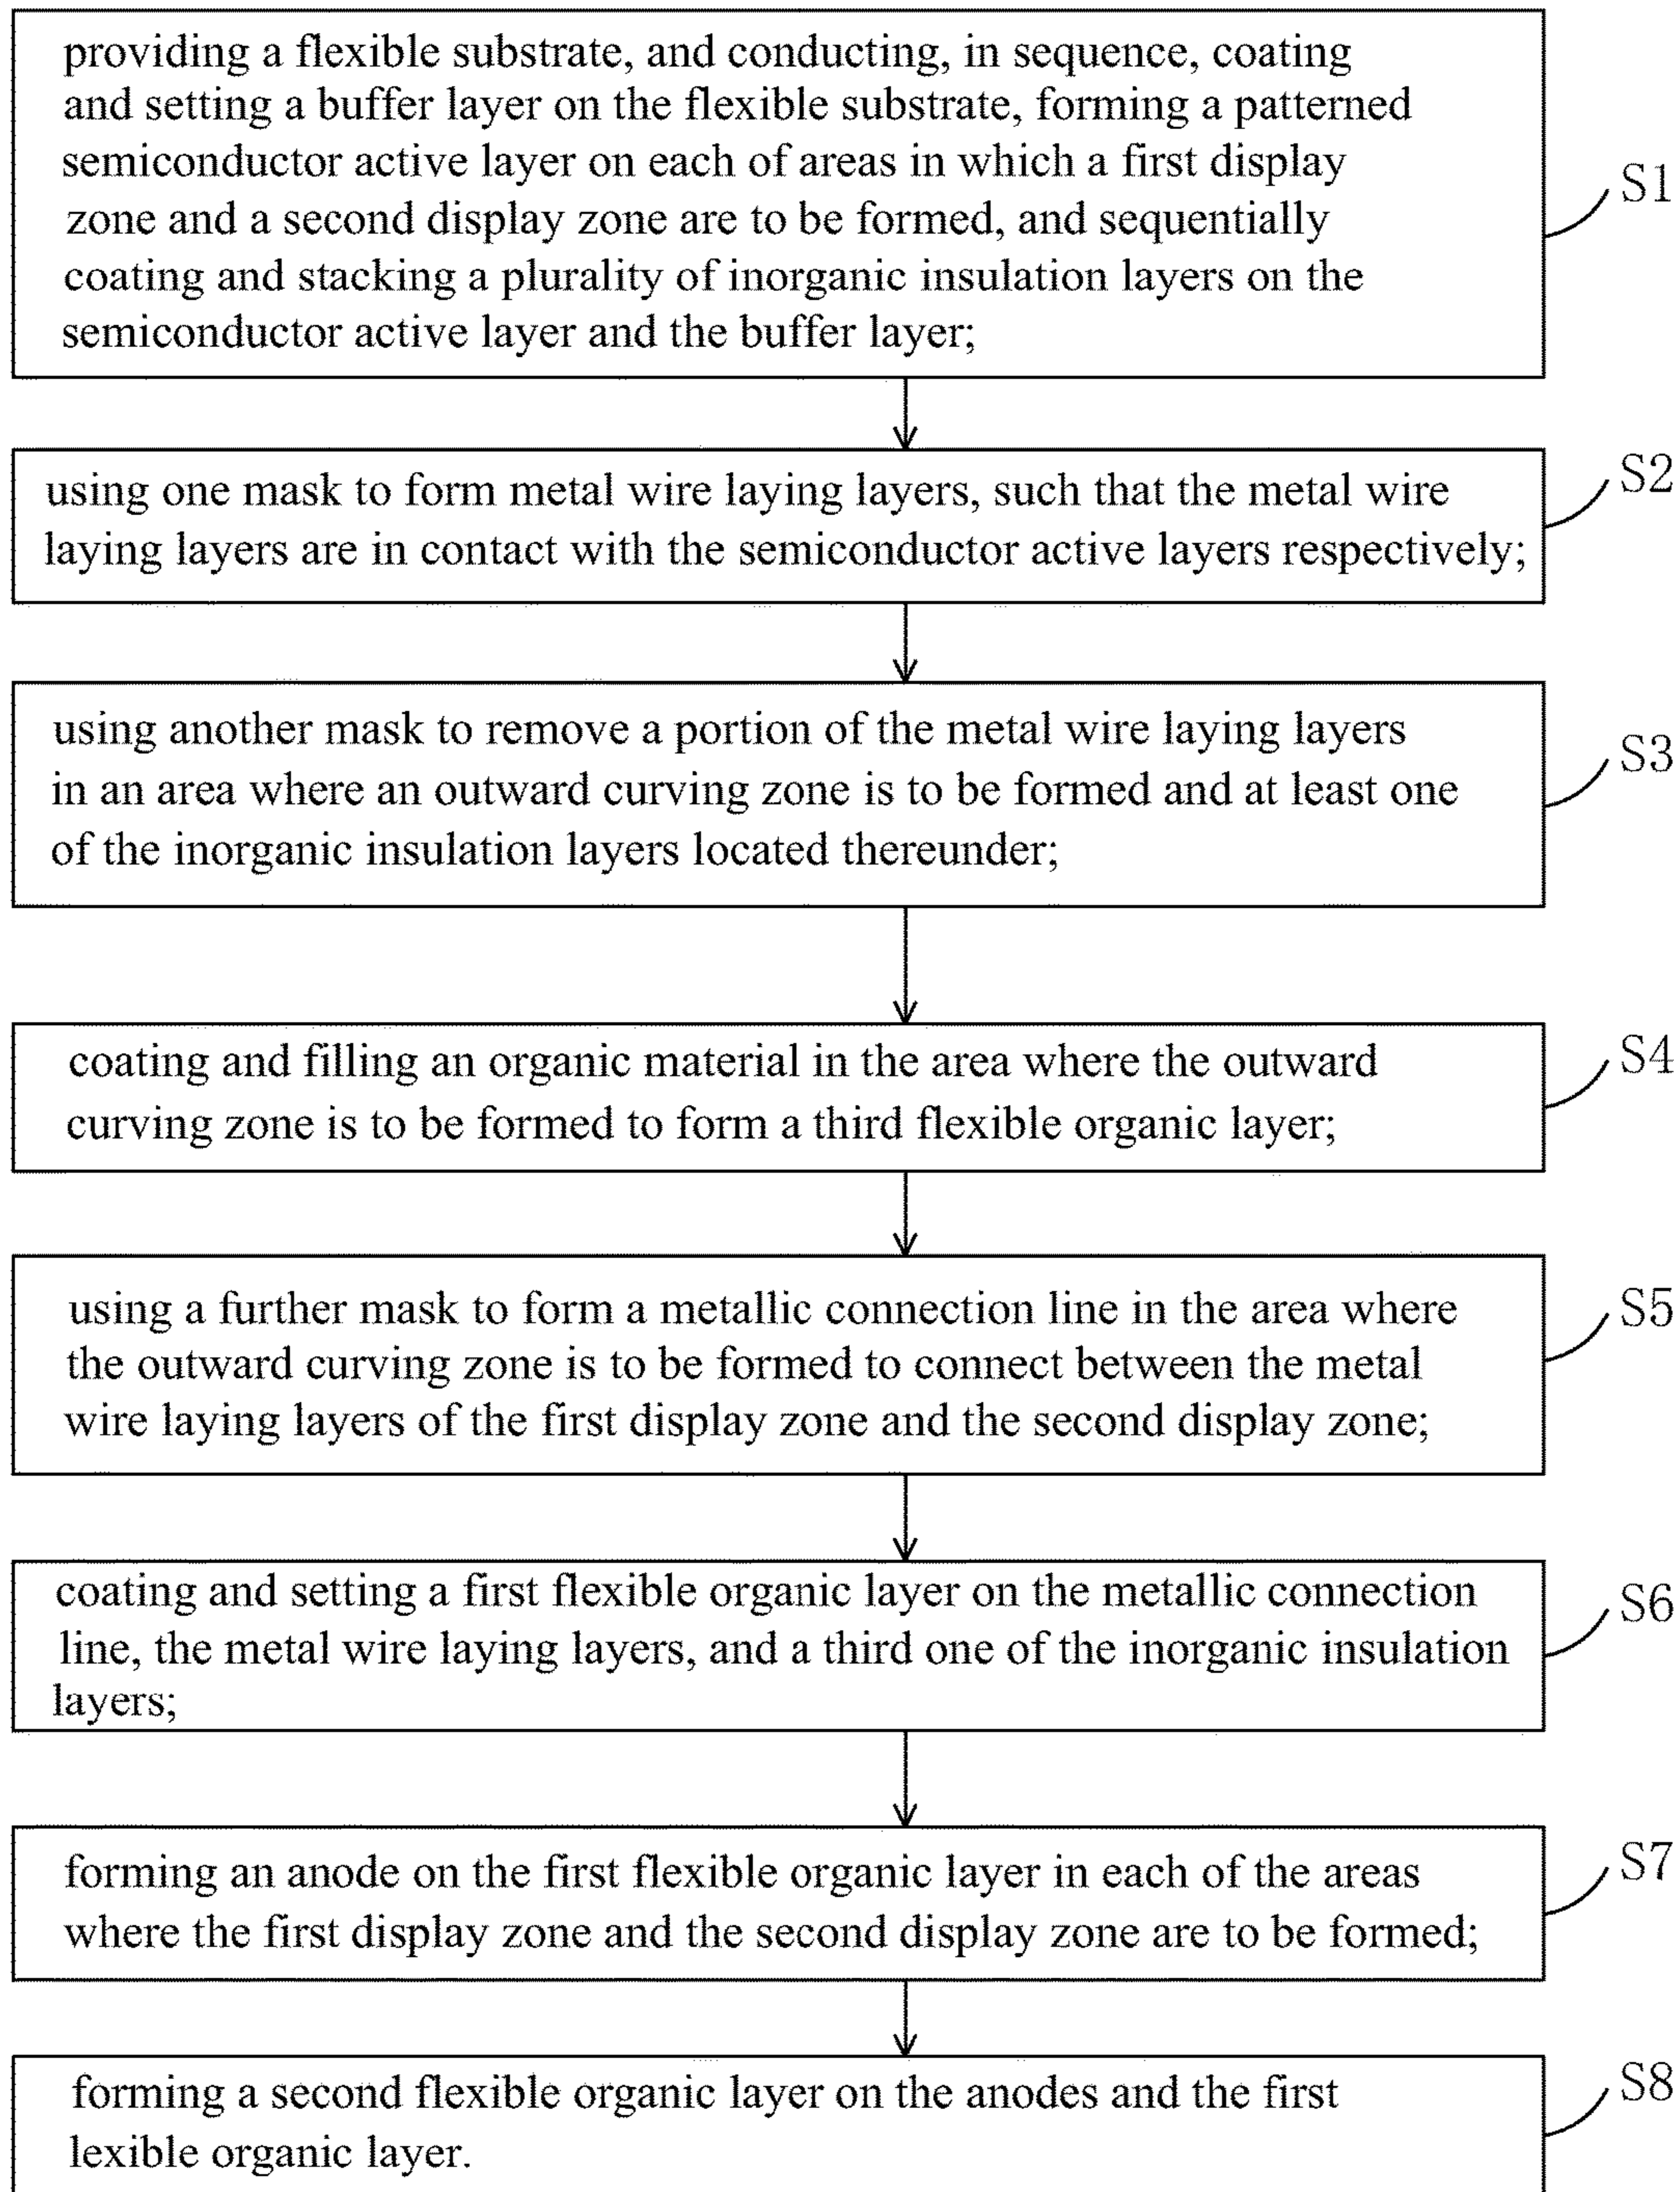 providing a flexible substrate, and conducting, in sequence, coating
and setting a buffer layer on the flexible substrate, forming a patterned
semiconductor active layer on each of areas in which a first display
zone and a second display zone are to be formed, and sequentially
coating and stacking a plurality of inorganic insulation layers on the
semiconductor active layer and the buffer layer;
S1
using one mask to form metal wire laying layers, such that the metal wire
laying layers are in contact with the semiconductor active layers respectively;
S2
using another mask to remove a portion of the metal wire laying layers
in an area where an outward curving zone is to be formed and at least one
of the inorganic insulation layers located thereunder;
S3
coating and filling an organic material in the area where the outward
curving zone is to be formed to form a third flexible organic layer;
S4
using a further mask to form a metallic connection line in the area where
the outward curving zone is to be formed to connect between the metal
wire laying layers of the first display zone and the second display zone;
S5
coating and setting a first flexible organic layer on the metallic connection
line, the metal wire laying layers, and a third one of the inorganic insulation
layers;
S6
forming an anode on the first flexible organic layer in each of the areas
where the first display zone and the second display zone are to be formed;
S7
forming a second flexible organic layer on the anodes and the first
lexible organic layer.
S8